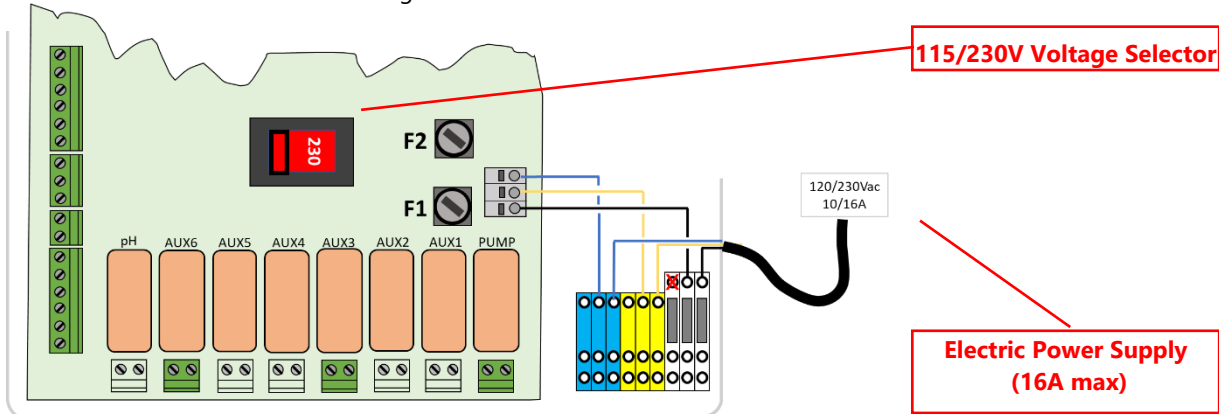 115/230V Voltage Selector
230
F2
F1
120/230Vac
10/16A
pH AUX6 AUX5 AUX4 AUX3 AUX2 AUX1 PUMP
Electric Power Supply
(16A max)